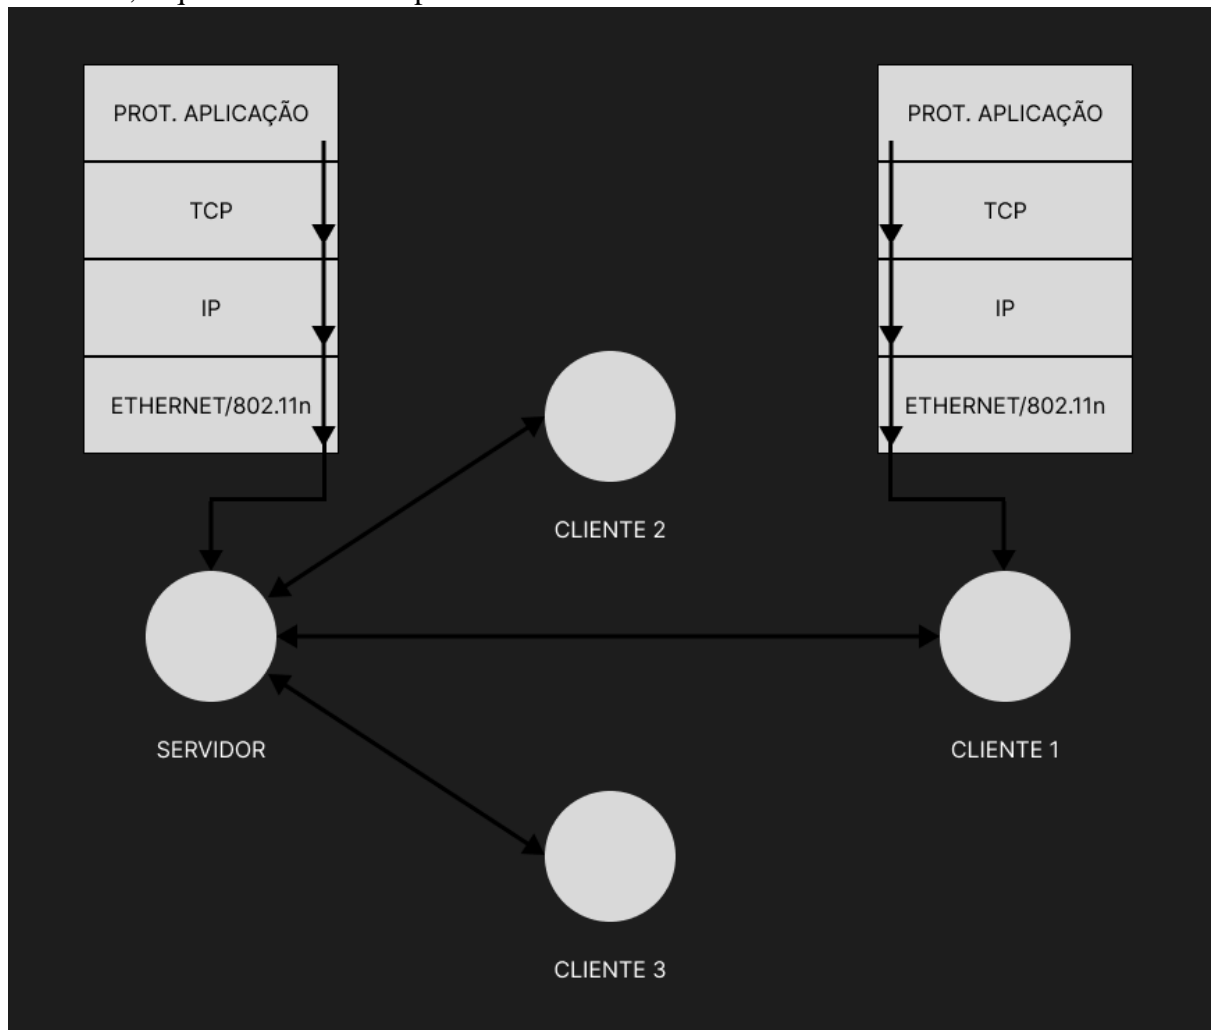 PROT. APLICAÇÃO
TCP
IP
ETHERNET/802.11n
PROT. APLICAÇÃO
TCP
IP
ETHERNET/802.11n
CLIENTE 2
SERVIDOR
CLIENTE 1
CLIENTE 3